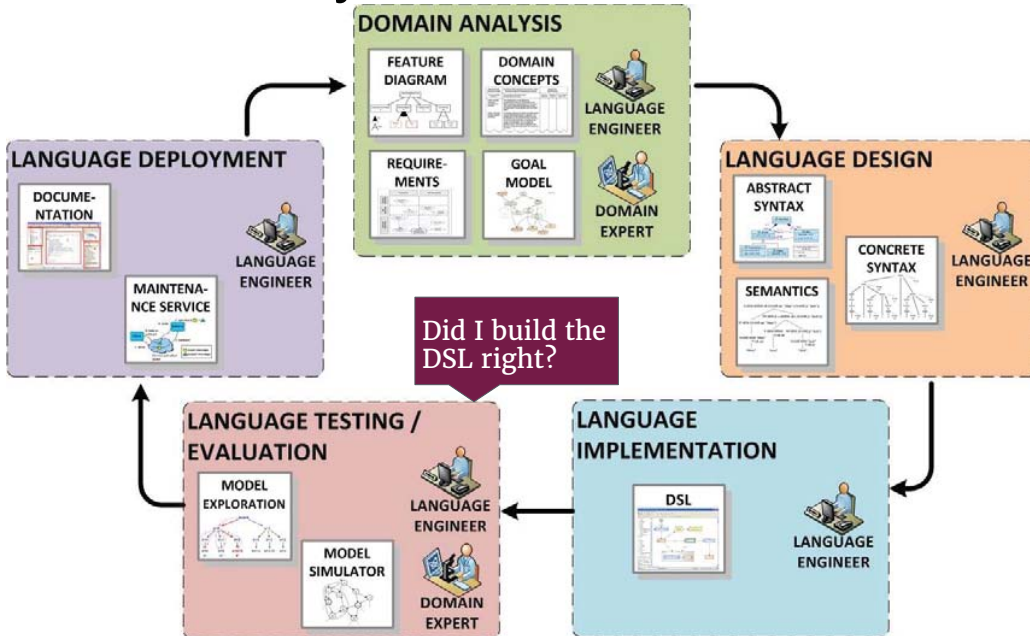 DOMAIN ANALYSIS
FEATURE
DIAGRAM
DOMAIN
CONCEPTS
LANGUAGE
ENGINEER
REQUIRE-
MENTS
GOAL
MODEL
DOMAIN
EXPERT
LANGUAGE DESIGN
ABSTRACT
SYNTAX
CONCRETE
SYNTAX
SEMANTICS
LANGUAGE
ENGINEER
LANGUAGE
IMPLEMENTATION
DSL
LANGUAGE
ENGINEER
Did I build the
DSL right?
LANGUAGE TESTING /
EVALUATION
MODEL
EXPLORATION
MODEL
SIMULATOR
LANGUAGE
ENGINEER
DOMAIN
EXPERT
LANGUAGE DEPLOYMENT
DOCUME-
NTATION
MAINTENA-
NCE SERVICE
LANGUAGE
ENGINEER